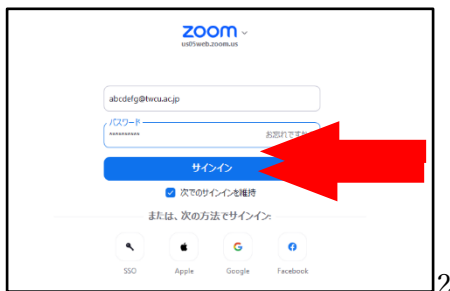 zoom
us05web.zoom.us
abcdefg@twcu.ac.jp
パスワード
********** お忘れですか
サインイン
次でのサインインを維持
または、次の方法でサインイン:
SSO Apple Google Facebook
2